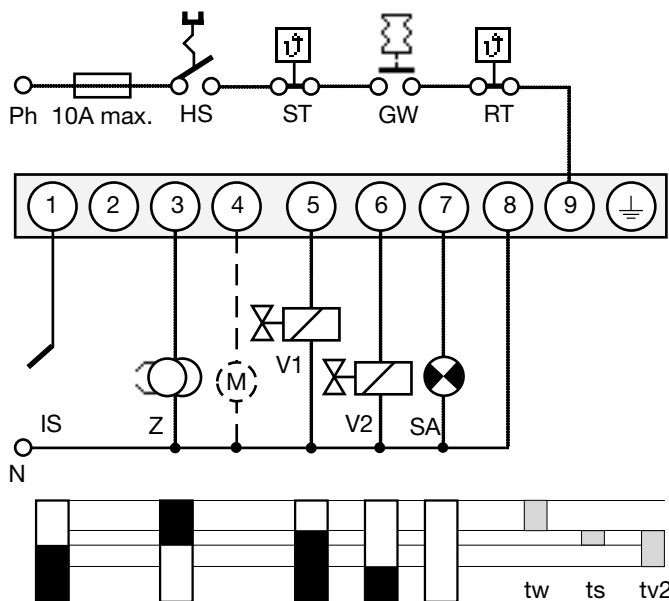 ϑ ϑ
Ph 10A max. HS ST GW RT
1 2 3 4 5 6 7 8 9
M
V1
IS Z V2 SA
N
tw ts tv2